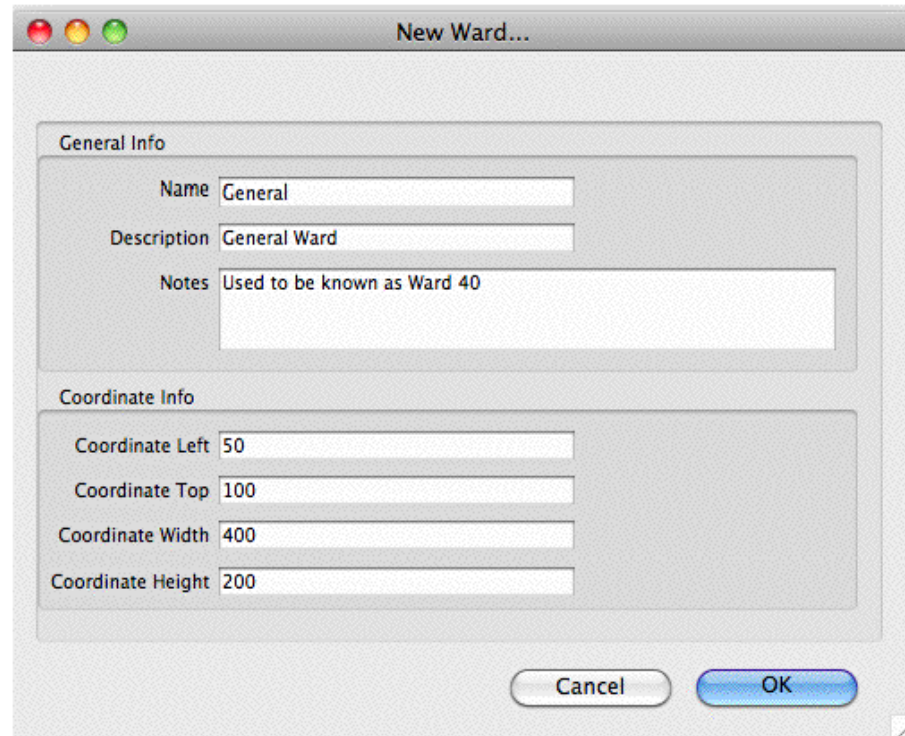 New Ward...
General Info
Name General
Description General Ward
Notes Used to be known as Ward 40
Coordinate Info
Coordinate Left 50
Coordinate Top 100
Coordinate Width 400
Coordinate Height 200
Cancel OK